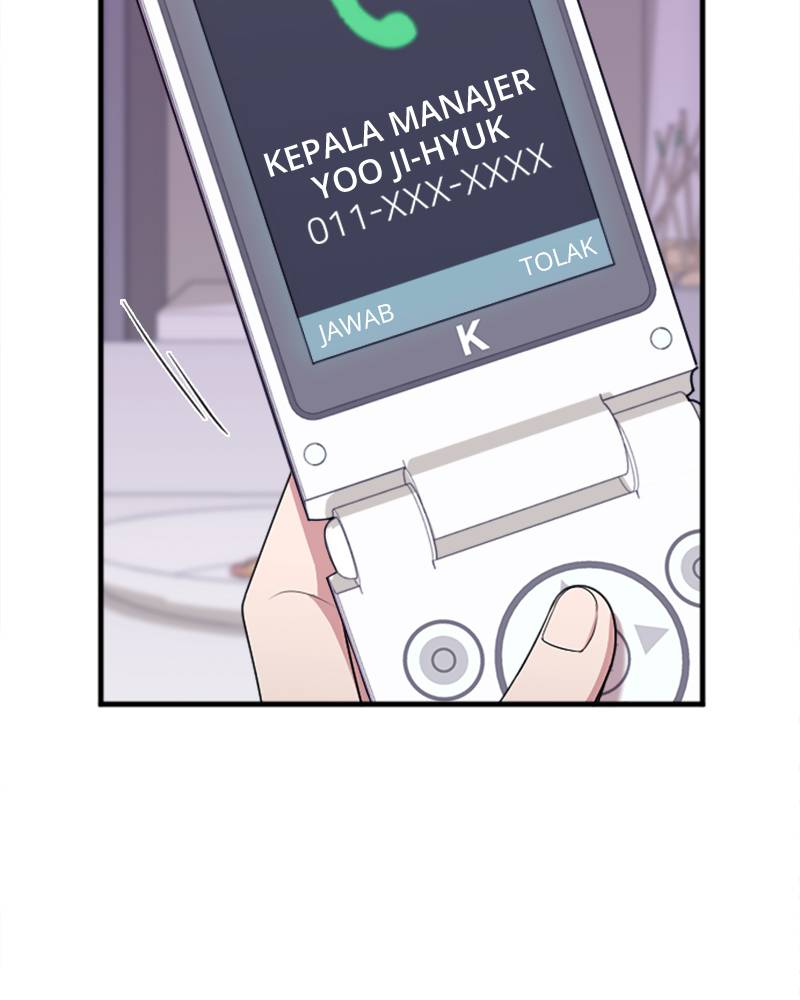 KEPALA MANAJER
YOO JI-HYUK
011-XXX-XXXX
TOLAK
JAWAB
K